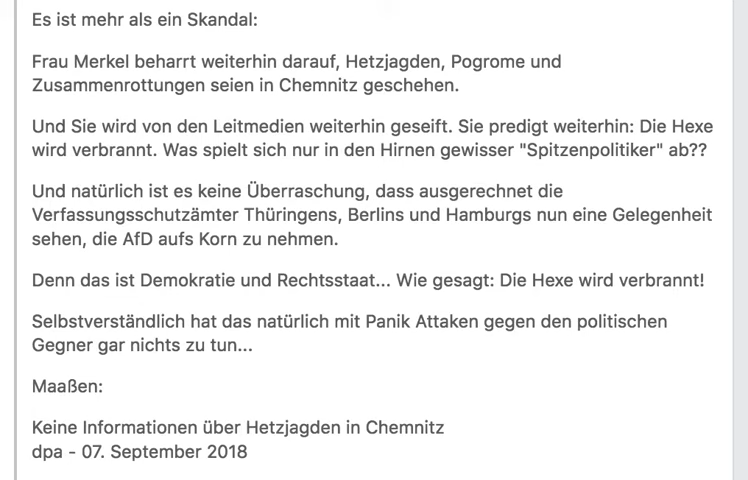 Es ist mehr als ein Skandal:
Frau Merkel beharrt weiterhin darauf, Hetzjagden, Pogrome und
Zusammenrottungen seien in Chemnitz geschehen.
Und Sie wird von den Leitmedien weiterhin geseift. Sie predigt weiterhin: Die Hexe
wird verbrannt. Was spielt sich nur in den Hirnen gewisser "Spitzenpolitiker" ab??
Und natürlich ist es keine Überraschung, dass ausgerechnet die
Verfassungsschutzämter Thüringens, Berlins und Hamburgs nun eine Gelegenheit
sehen, die AfD aufs Korn zu nehmen.
Denn das ist Demokratie und Rechtsstaat... Wie gesagt: Die Hexe wird verbrannt!
Selbstverständlich hat das natürlich mit Panik Attaken gegen den politischen
Gegner gar nichts zu tun...
Maaßen:
Keine Informationen über Hetzjagden in Chemnitz
dpa - 07. September 2018